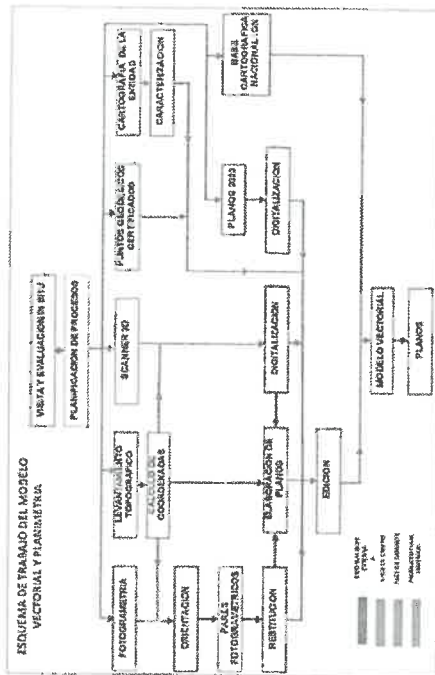 ESQUEMA DE TRABAJO DEL MODELO
VECTORIAL Y PLANIMETRIA
VISITA Y EVALUACION IN SITU
PLANIFICACION DE PROCESOS
FOTOGRAMETRIA
LEVANTAMIENTO
TOPOGRAFICO
SCANNER 3D
PUNTOS GEODESICOS
CERTIFICADOS
CARTOGRAFIA DE LA
ENTIDAD
CALCULO DE
COORDENADAS
CARACTERIZACION
ORIENTACION
PARES
FOTOGRAMETRICOS
PLANOS
BASE
CARTOGRAFICA
NACIONAL
RESTITUCION
ELABORACION DE
PLANOS
DIGITALIZACION
DIGITALIZACION
EDICION
MODELO VECTORIAL
PLANOS